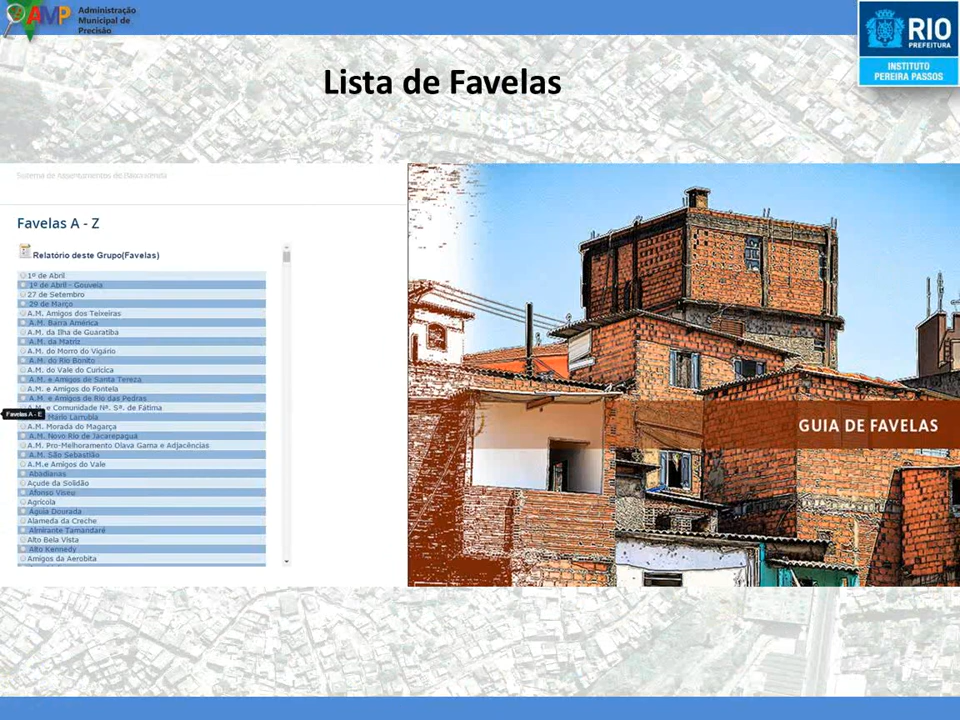 AMP
Administração
Municipal de
Precisão
RIO
PREFEITURA
INSTITUTO
PEREIRA PASSOS
Lista de Favelas
Sistema de Assentamentos de Baixa Renda
Favelas A - Z
Relatório deste Grupo(Favelas)
1º de Abril
1º de Abril - Gouveia
27 de Setembro
29 de Março
A.M. Amigos dos Teixeiras
A.M. Barra América
A.M. da Ilha de Guaratiba
A.M. da Matriz
A.M. do Morro do Vigário
A.M. do Rio Bonito
A.M. do Vale do Curicica
A.M. e Amigos de Santa Tereza
A.M. e Amigos do Fontela
A.M. e Amigos de Rio das Pedras
e Comunidade Nª. Sª. de Fátima
Favelas A - E
Mario Larrubia
A.M. Morada do Magarça
A.M. Novo Rio de Jacarepaguá
A.M. Pro-Melhoramento Olava Gama e Adjacências
A.M. São Sebastião
A.M.e Amigos do Vale
Abadianas
Açude da Solidão
Afonso Viseu
Agrícola
Águia Dourada
Alameda da Creche
Almirante Tamandaré
Alto Bela Vista
Alto Kennedy
Amigos da Aerobita
GUIA DE FAVELAS